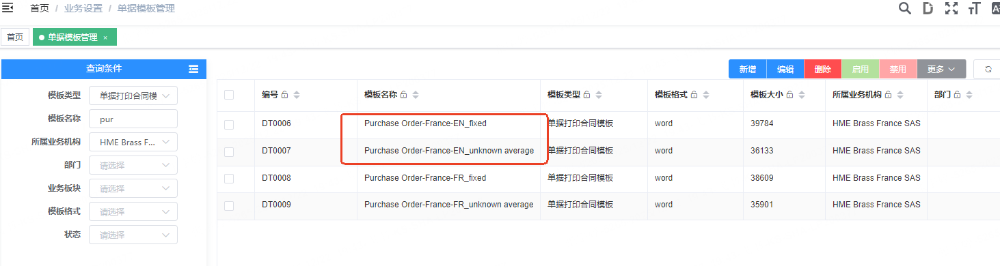 首页 / 业务设置 / 单据模板管理
首页 单据模板管理 ×
查询条件
新增 编辑 删除 启用 禁用 更多
模板类型 单据打印合同模
模板名称 pur
所属业务机构 HME Brass F...
部门 请选择
业务板块 请选择
模板格式 请选择
状态 请选择
编号 模板名称 模板类型 模板格式 模板大小 所属业务机构 部门
DT0006 Purchase Order-France-EN_fixed 单据打印合同模板 word 39784 HME Brass France SAS
DT0007 Purchase Order-France-EN_unknown average 单据打印合同模板 word 36133 HME Brass France SAS
DT0008 Purchase Order-France-FR_fixed 单据打印合同模板 word 38609 HME Brass France SAS
DT0009 Purchase Order-France-FR_unknown average 单据打印合同模板 word 35901 HME Brass France SAS